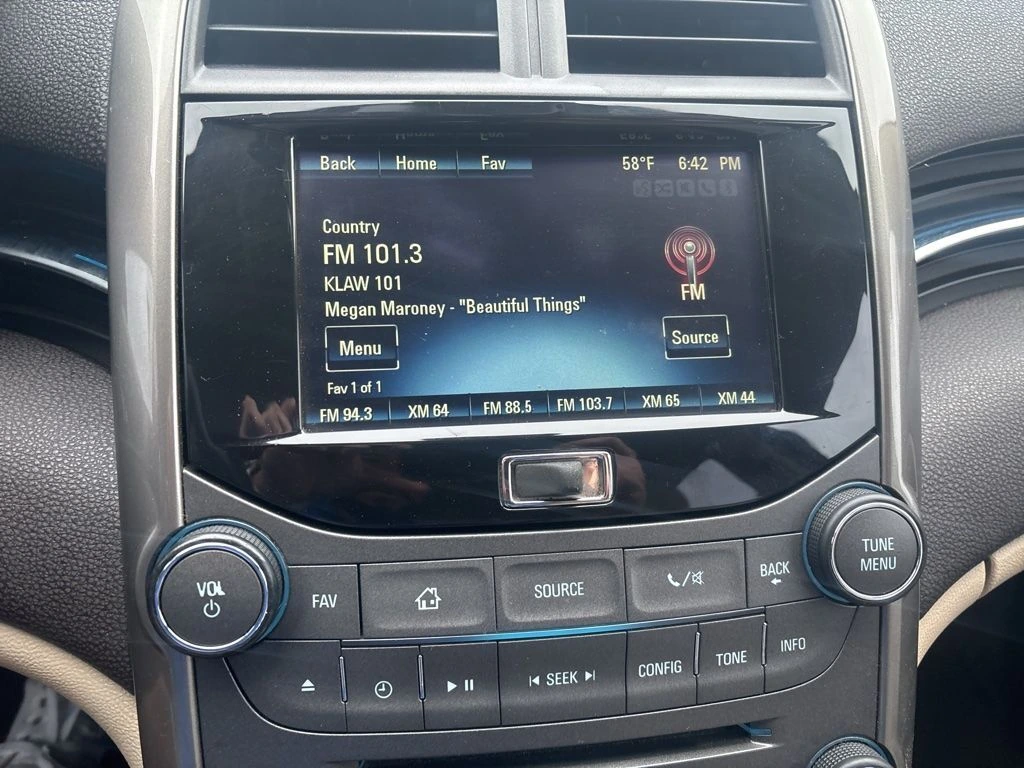 Back Home Fav 58°F 6:42 PM
Country
FM 101.3
KLAW 101
Megan Maroney - "Beautiful Things"
FM
Menu
Source
Fav 1 of 1
FM 94.3 XM 64 FM 88.5 FM 103.7 XM 65 XM 44
VOL
FAV
SOURCE
BACK
TUNE
MENU
SEEK
CONFIG
TONE
INFO